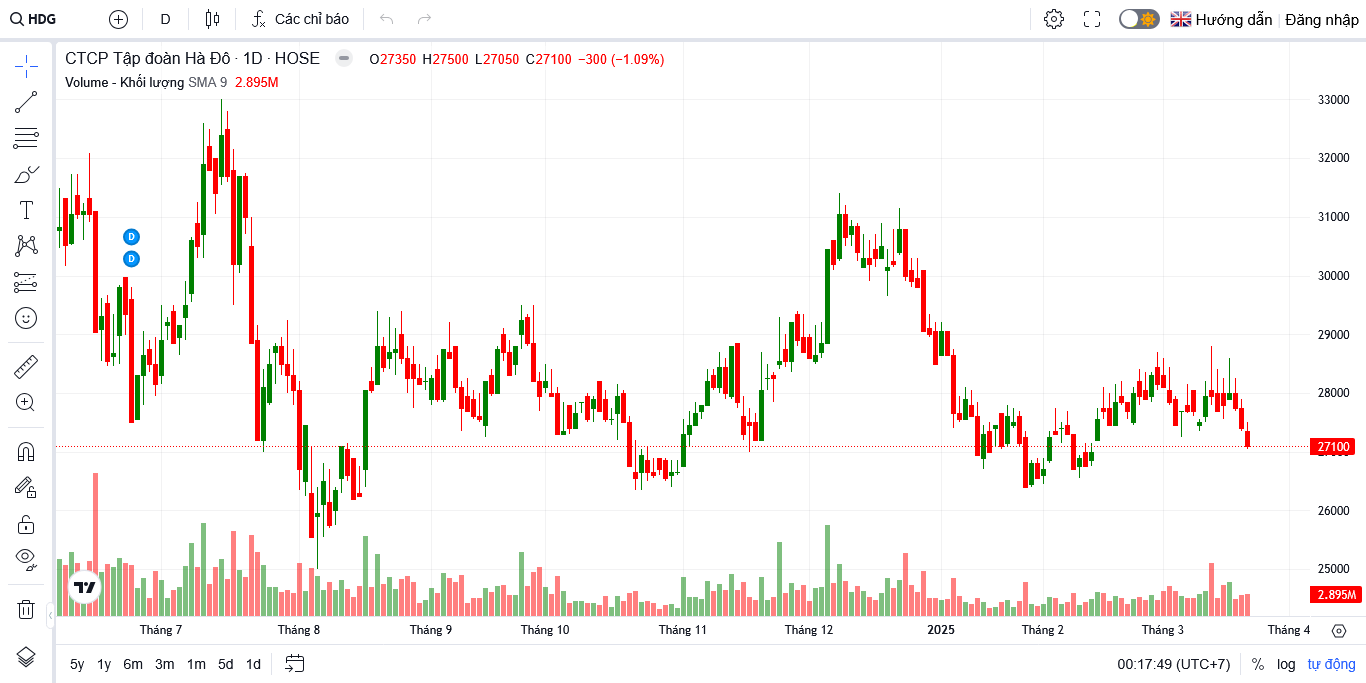 HDG D Các chỉ báo Hướng dẫn Đăng nhập
CTCP Tập đoàn Hà Đô · 1D · HOSE O27350 H27500 L27050 C27100 −300 (−1.09%)
Volume - Khối lượng SMA 9 2.895M
33000
32000
31000
D
D
30000
29000
28000
27100
26000
25000
2.895M
Tháng 7 Tháng 8 Tháng 9 Tháng 10 Tháng 11 Tháng 12 2025 Tháng 2 Tháng 3 Tháng 4
5y 1y 6m 3m 1m 5d 1d 00:17:49 (UTC+7) % log tự động